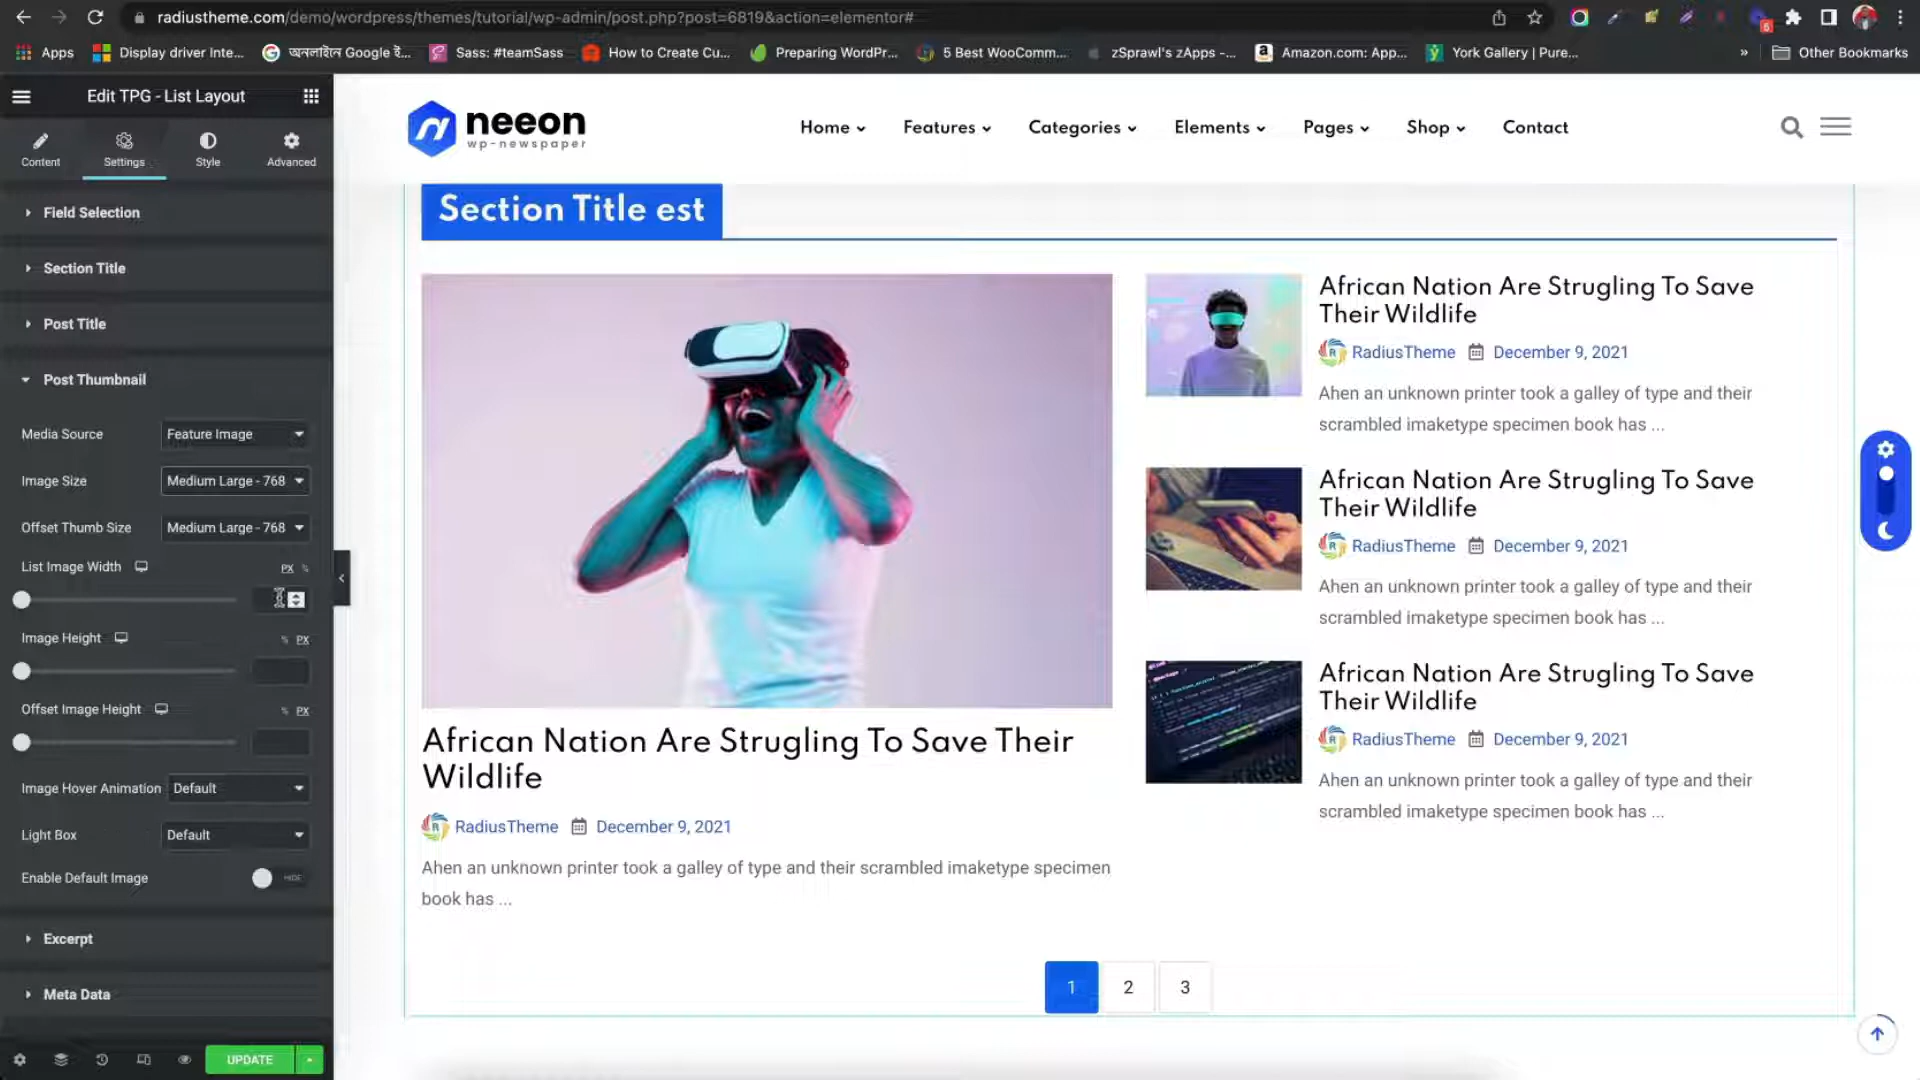 radiustheme.com/demo/wordpress/themes/tutorial/wp-admin/post.php?post=6819&action=elementor#
6
Apps
Display driver Inte...
অনলাইনে Google ই...
Sass: #teamSass
How to Create Cu...
Preparing WordPr...
5 Best WooComm...
zSprawl's zApps -...
Amazon.com: App...
York Gallery | Pure...
»
Other Bookmarks
Edit TPG - List Layout
Content
Settings
Style
Advanced
Field Selection
Section Title
Post Title
Post Thumbnail
Media Source
Feature Image
Image Size
Medium Large - 768
Offset Thumb Size
Medium Large - 768
List Image Width
PX %
Image Height
% PX
Offset Image Height
% PX
Image Hover Animation
Default
Light Box
Default
Enable Default Image
HIDE
Excerpt
Meta Data
UPDATE
neeon
wp-newspaper
Home
Features
Categories
Elements
Pages
Shop
Contact
Section Title est
African Nation Are Strugling To Save Their
Wildlife
RadiusTheme
December 9, 2021
Ahen an unknown printer took a galley of type and their scrambled imaketype specimen
book has ...
African Nation Are Strugling To Save
Their Wildlife
RadiusTheme
December 9, 2021
Ahen an unknown printer took a galley of type and their
scrambled imaketype specimen book has ...
African Nation Are Strugling To Save
Their Wildlife
RadiusTheme
December 9, 2021
Ahen an unknown printer took a galley of type and their
scrambled imaketype specimen book has ...
African Nation Are Strugling To Save
Their Wildlife
RadiusTheme
December 9, 2021
Ahen an unknown printer took a galley of type and their
scrambled imaketype specimen book has ...
1
2
3